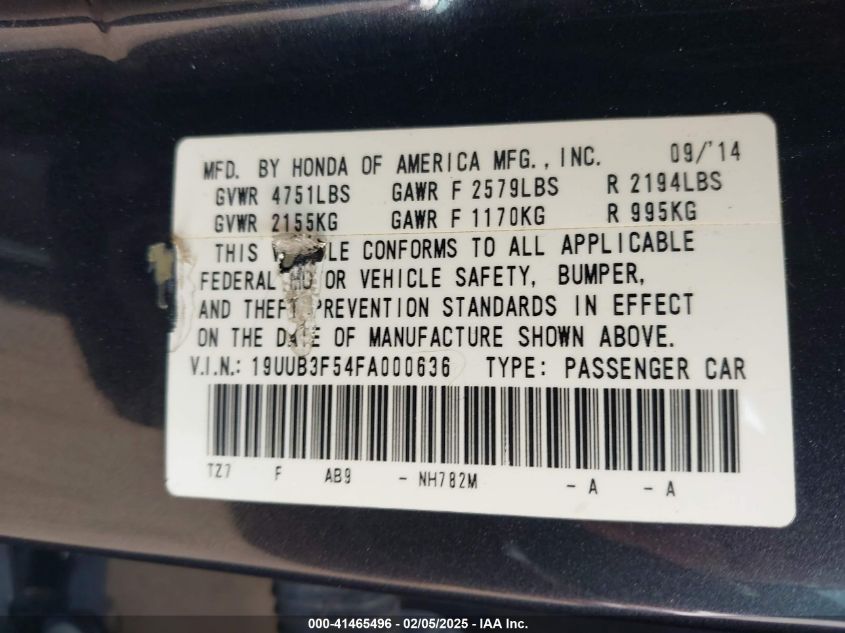 MFD. BY HONDA OF AMERICA MFG., INC. 09/'14
GVWR 4751LBS GAWR F 2579LBS R 2194LBS
GVWR 2155KG GAWR F 1170KG R 995KG
THIS CONFORMS TO ALL APPLICABLE
FEDERAL OR VEHICLE SAFETY, BUMPER,
AND THEFT PREVENTION STANDARDS IN EFFECT
ON THE DATE OF MANUFACTURE SHOWN ABOVE.
V.I.N.: 19UUB3F54FA000636 TYPE: PASSENGER CAR
TZ7 F AB9 - NH782M - A - A
000-41465496 - 02/05/2025 - IAA Inc.